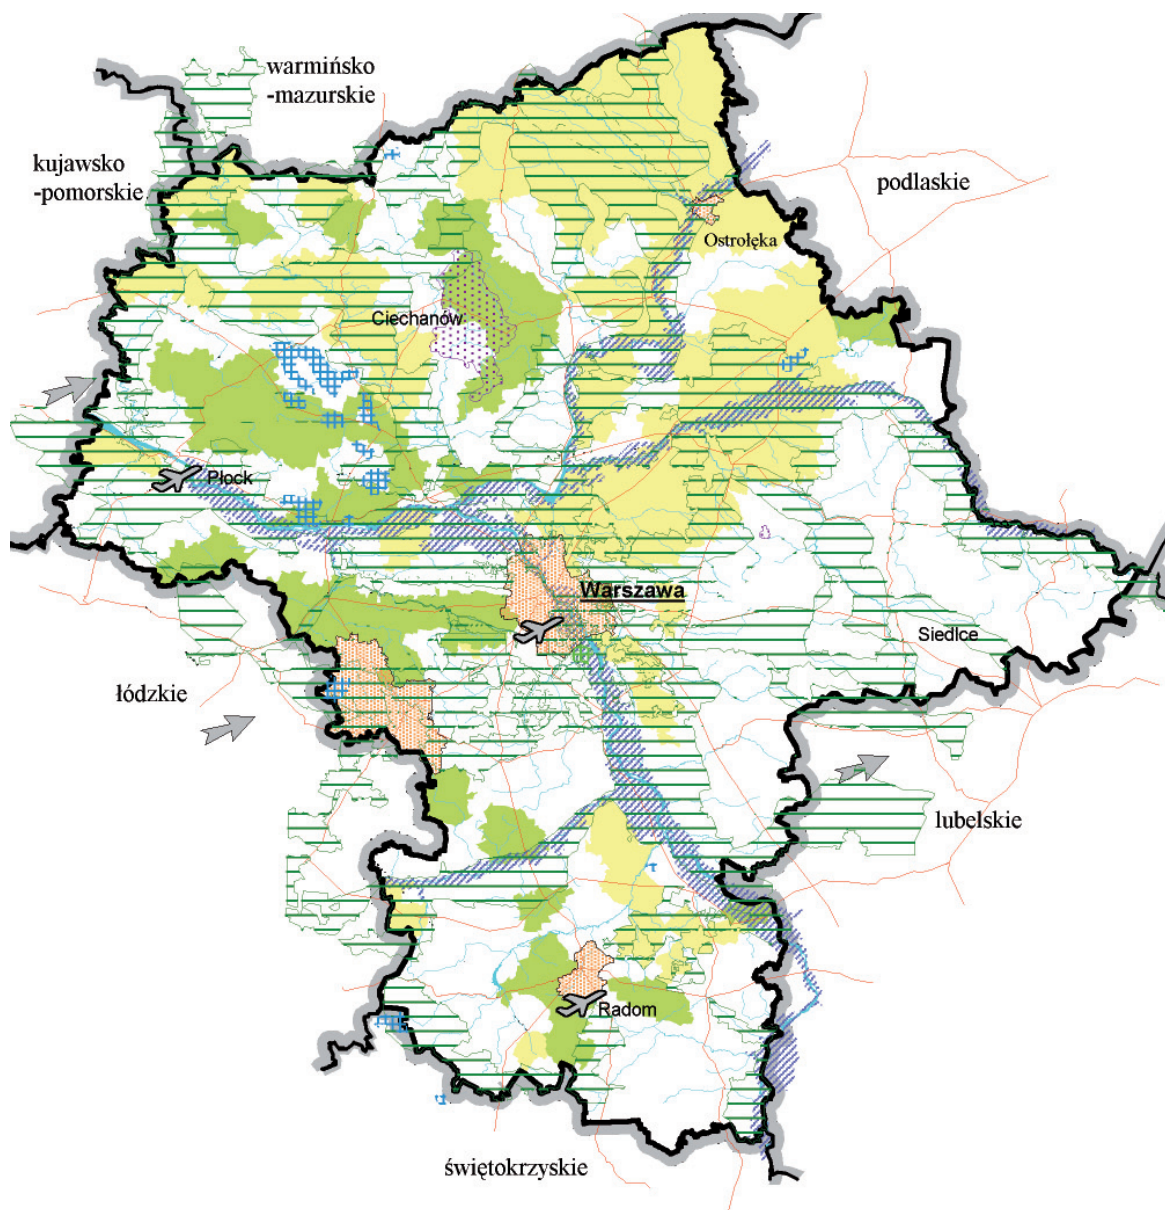 warmińsko
-mazurskie
kujawsko
-pomorskie
podlaskie
Ostrołęka
Ciechanów
Płock
Warszawa
Siedlce
łódzkie
lubelskie
Radom
świętokrzyskie